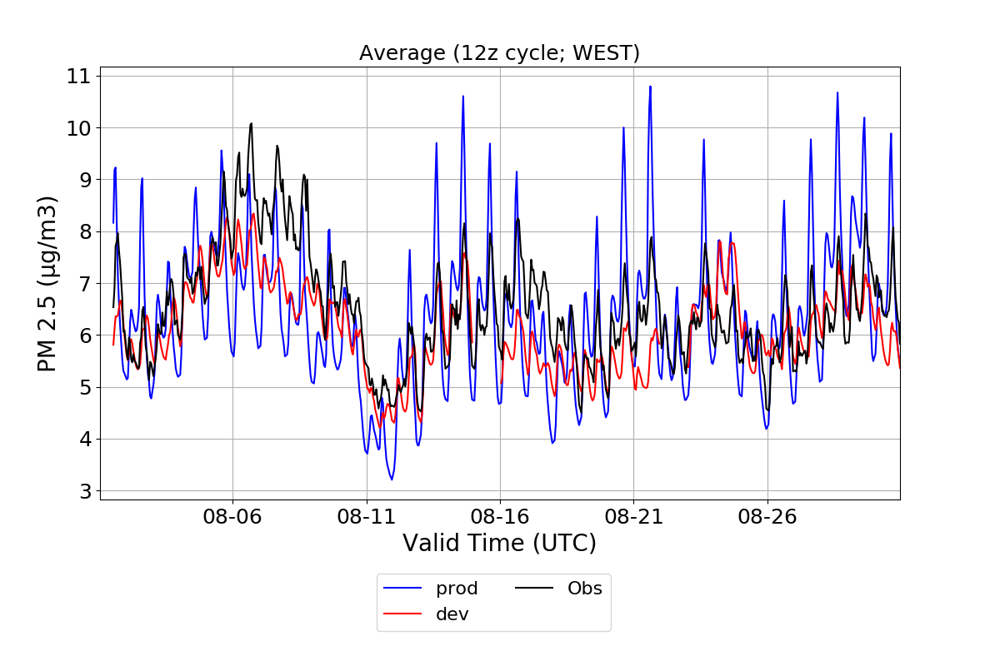 Average (12z cycle; WEST)
11
10
9
8
7
6
5
4
3
PM 2.5 (μg/m3)
08-06 08-11 08-16 08-21 08-26
Valid Time (UTC)
prod Obs
dev